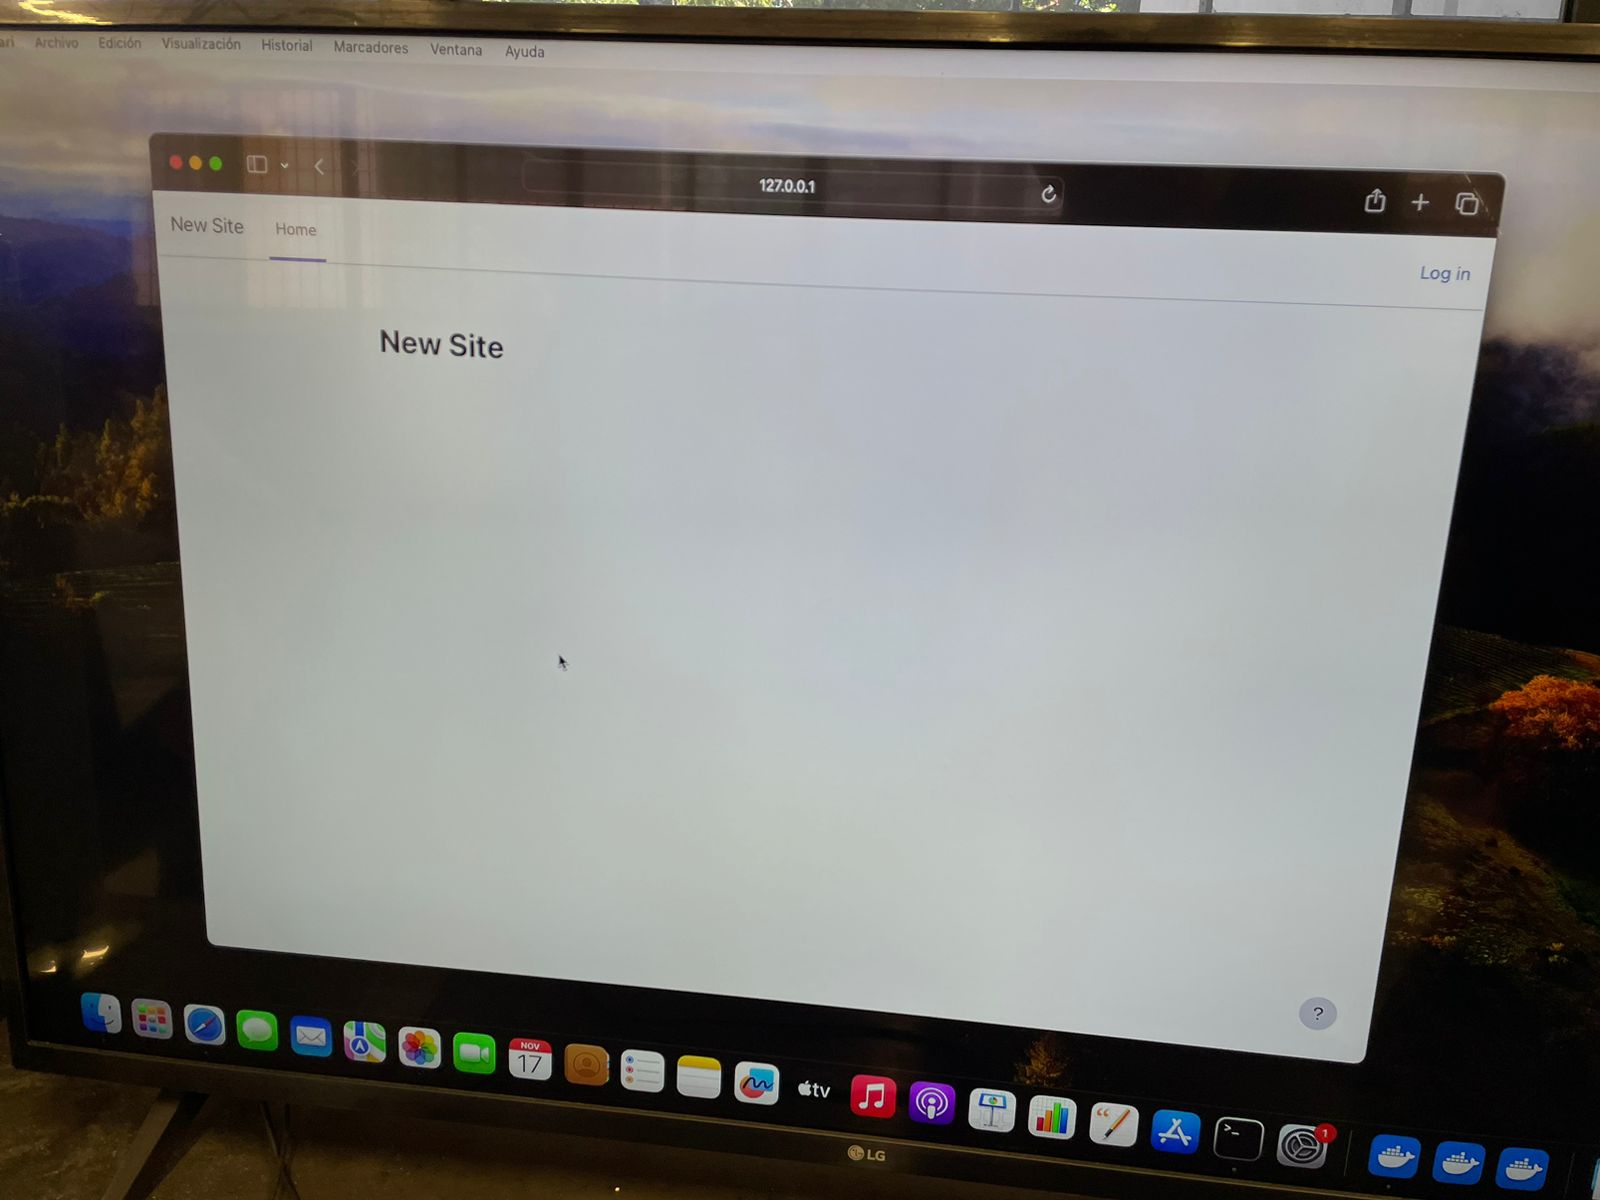 Archivo Edición Visualización Historial Marcadores Ventana Ayuda
127.0.0.1
New Site Home
Log in
New Site
?
NOV
17
tv
1
LG